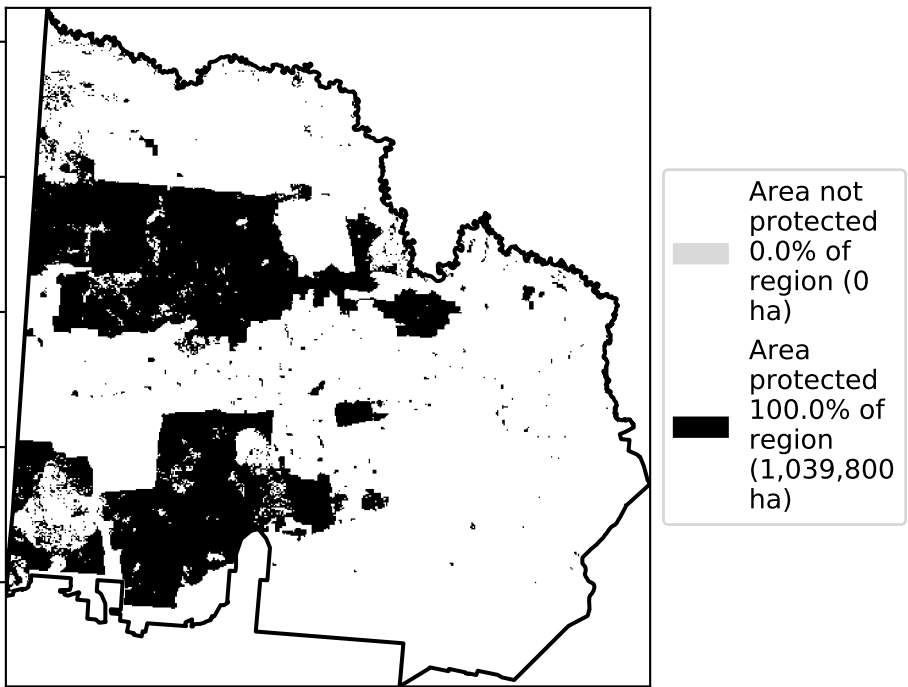 Area not
protected
0.0% of
region (0
ha)
Area
protected
100.0% of
region
(1,039,800
ha)